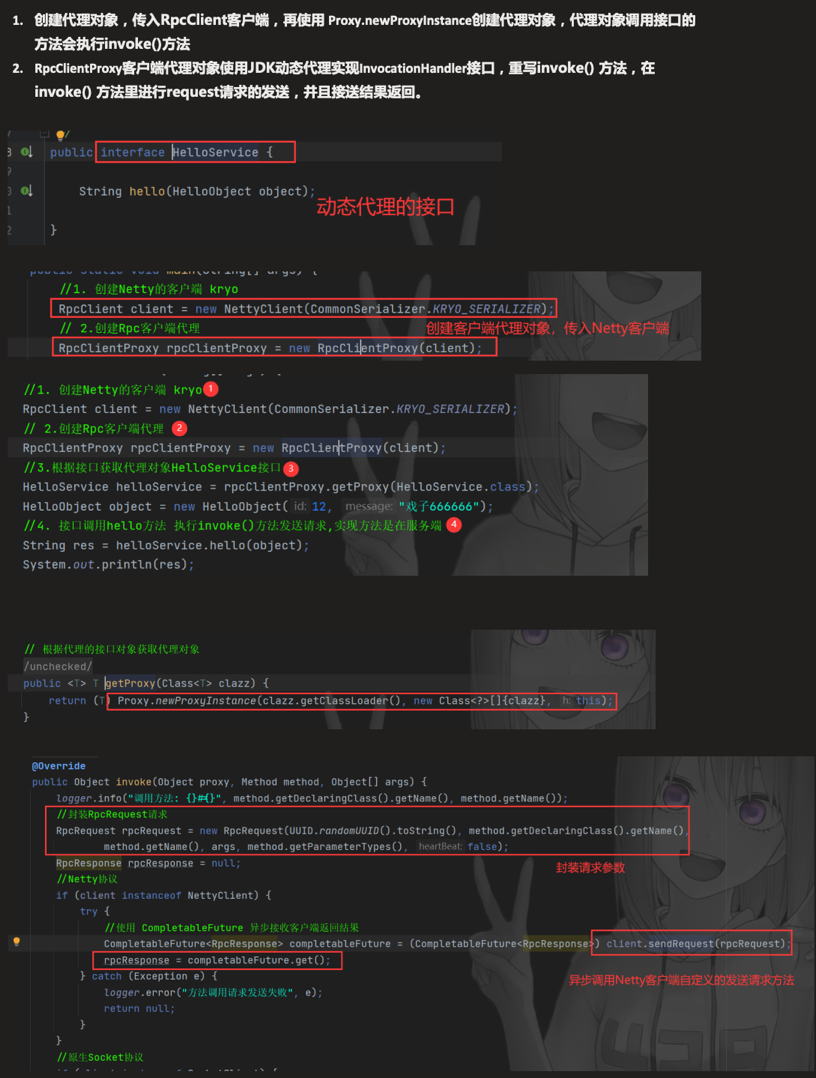 1. 创建代理对象，传入RpcClient客户端，再使用 Proxy.newProxyInstance创建代理对象，代理对象调用接口的
方法会执行invoke()方法
2. RpcClientProxy客户端代理对象使用JDK动态代理实现InvocationHandler接口，重写invoke() 方法，在
invoke() 方法里进行request请求的发送，并且接送结果返回。
public interface HelloService {
String hello(HelloObject object);
动态代理的接口
}
//1. 创建Netty的客户端 kryo
RpcClient client = new NettyClient(CommonSerializer.KRYO_SERIALIZER);
// 2.创建Rpc客户端代理
创建客户端代理对象，传入Netty客户端
RpcClientProxy rpcClientProxy = new RpcClientProxy(client);
//1. 创建Netty的客户端 kryo 1
RpcClient client = new NettyClient(CommonSerializer.KRYO_SERIALIZER);
// 2.创建Rpc客户端代理 2
RpcClientProxy rpcClientProxy = new RpcClientProxy(client);
//3.根据接口获取代理对象HelloService接口 3
HelloService helloService = rpcClientProxy.getProxy(HelloService.class);
HelloObject object = new HelloObject( id: 12, message: "戏子666666");
//4. 接口调用hello方法 执行invoke()方法发送请求,实现方法是在服务端 4
String res = helloService.hello(object);
System.out.println(res);
// 根据代理的接口对象获取代理对象
/unchecked/
public <T> T getProxy(Class<T> clazz) {
return (T) Proxy.newProxyInstance(clazz.getClassLoader(), new Class<?>[]{clazz}, h: this);
}
@Override
public Object invoke(Object proxy, Method method, Object[] args) {
logger.info("调用方法: {}#{}", method.getDeclaringClass().getName(), method.getName());
//封装RpcRequest请求
RpcRequest rpcRequest = new RpcRequest(UUID.randomUUID().toString(), method.getDeclaringClass().getName(),
method.getName(), args, method.getParameterTypes(), heartBeat: false);
RpcResponse rpcResponse = null;
封装请求参数
//Netty协议
if (client instanceof NettyClient) {
try {
//使用 CompletableFuture 异步接收客户端返回结果
CompletableFuture<RpcResponse> completableFuture = (CompletableFuture<RpcResponse>) client.sendRequest(rpcRequest);
rpcResponse = completableFuture.get();
} catch (Exception e) {
异步调用Netty客户端自定义的发送请求方法
logger.error("方法调用请求发送失败", e);
return null;
}
}
//原生Socket协议